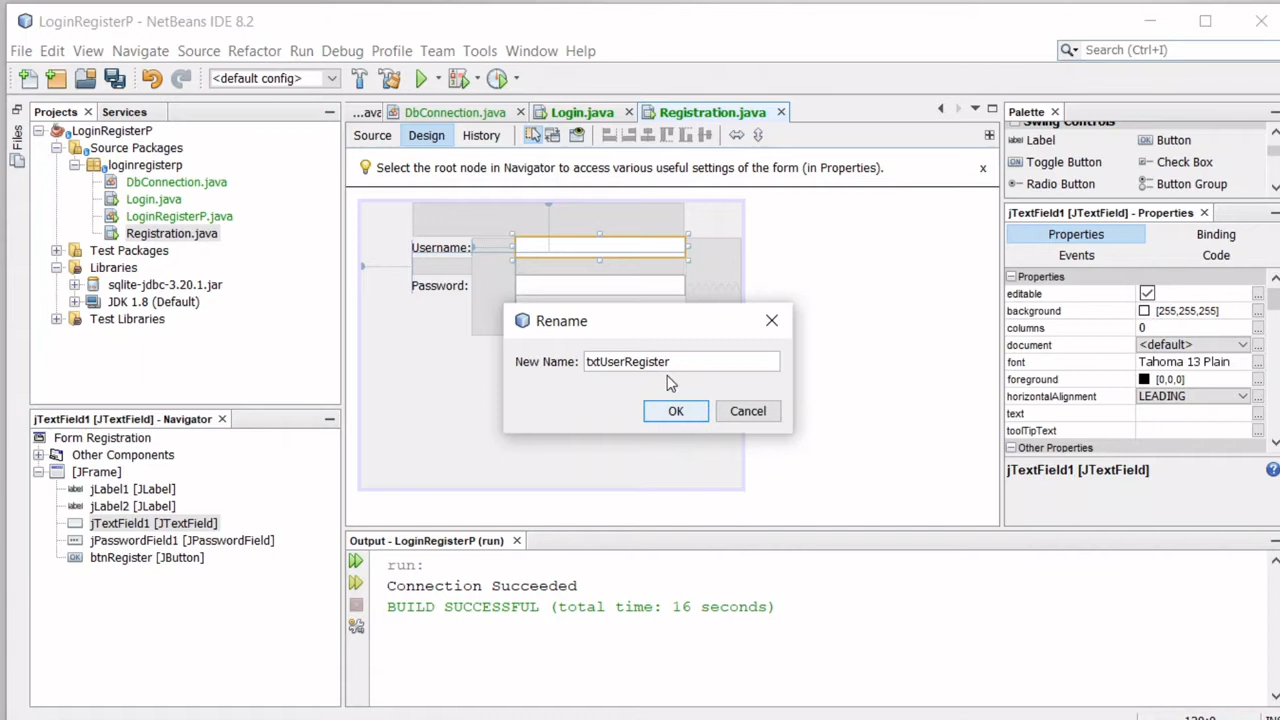 LoginRegisterP - NetBeans IDE 8.2
File Edit View Navigate Source Refactor Run Debug Profile Team Tools Window Help
Search (Ctrl+I)
<default config>
Files
Projects
Services
LoginRegisterP
Source Packages
loginregisterp
DbConnection.java
Login.java
LoginRegisterP.java
Registration.java
Test Packages
Libraries
sqlite-jdbc-3.20.1.jar
JDK 1.8 (Default)
Test Libraries
jTextField1 [JTextField] - Navigator
Form Registration
Other Components
[JFrame]
jLabel1 [JLabel]
jLabel2 [JLabel]
jTextField1 [JTextField]
jPasswordField1 [JPasswordField]
btnRegister [JButton]
...ava DbConnection.java Login.java Registration.java
Source Design History
Select the root node in Navigator to access various useful settings of the form (in Properties).
Username:
Password:
Rename
New Name: txtUserRegister
OK Cancel
Output - LoginRegisterP (run)
run:
Connection Succeeded
BUILD SUCCESSFUL (total time: 16 seconds)
Palette
Swing Controls
Label Button
Toggle Button Check Box
Radio Button Button Group
jTextField1 [JTextField] - Properties
Properties Binding
Events Code
Properties
editable
background [255,255,255]
columns 0
document <default>
font Tahoma 13 Plain
foreground [0,0,0]
horizontalAlignment LEADING
text
toolTipText
Other Properties
jTextField1 [JTextField]